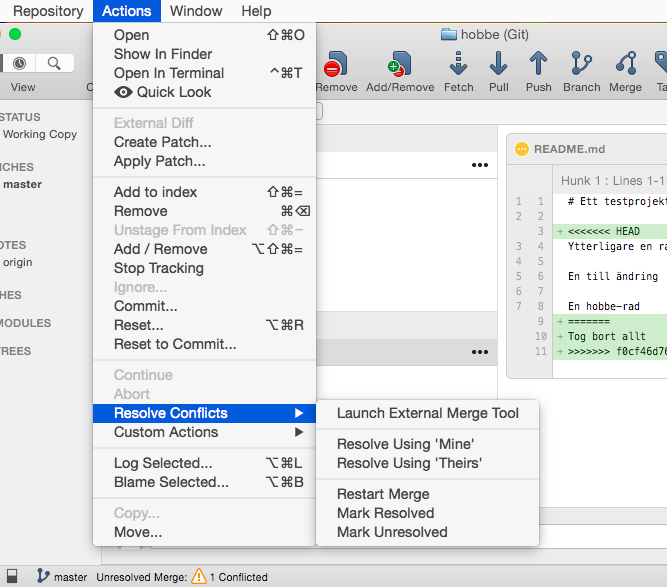 Repository Actions Window Help
hobbe (Git)
View
Remove Add/Remove Fetch Pull Push Branch Merge
Open ⇧⌘O
Show In Finder
Open In Terminal ^⌘T
Quick Look
External Diff
Create Patch...
Apply Patch...
Add to index ⇧⌘=
Remove ⌘⌫
Unstage From Index ⇧⌘−
Add / Remove ⌥⇧⌘=
Stop Tracking
Ignore...
Commit...
Reset... ⌥⌘R
Reset to Commit...
Continue
Abort
Resolve Conflicts ▶
Custom Actions ▶
Log Selected... ⌥⌘L
Blame Selected... ⌥⌘B
Copy...
Move...
Launch External Merge Tool
Resolve Using 'Mine'
Resolve Using 'Theirs'
Restart Merge
Mark Resolved
Mark Unresolved
STATUS
Working Copy
NCHES
master
OTES
origin
HES
MODULES
TREES
README.md
Hunk 1 : Lines 1-1
1 1 # Ett testprojekt
2 2
3 + <<<<<<< HEAD
3 4 Ytterligare en ra
4 5
5 6 En till ändring
6 7
7 8 En hobbe-rad
9 + =======
10 + Tog bort allt
11 + >>>>>>> f0cf46d76
master Unresolved Merge: 1 Conflicted